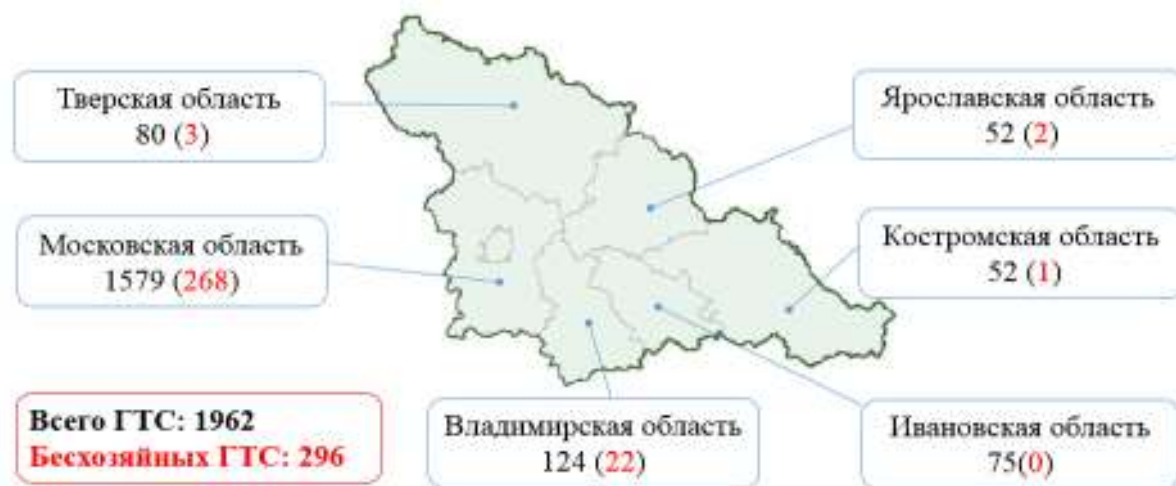 Тверская область
80 (3)
Ярославская область
52 (2)
Московская область
1579 (268)
Костромская область
52 (1)
Всего ГТС: 1962
Бесхозяйных ГТС: 296
Владимирская область
124 (22)
Ивановская область
75(0)